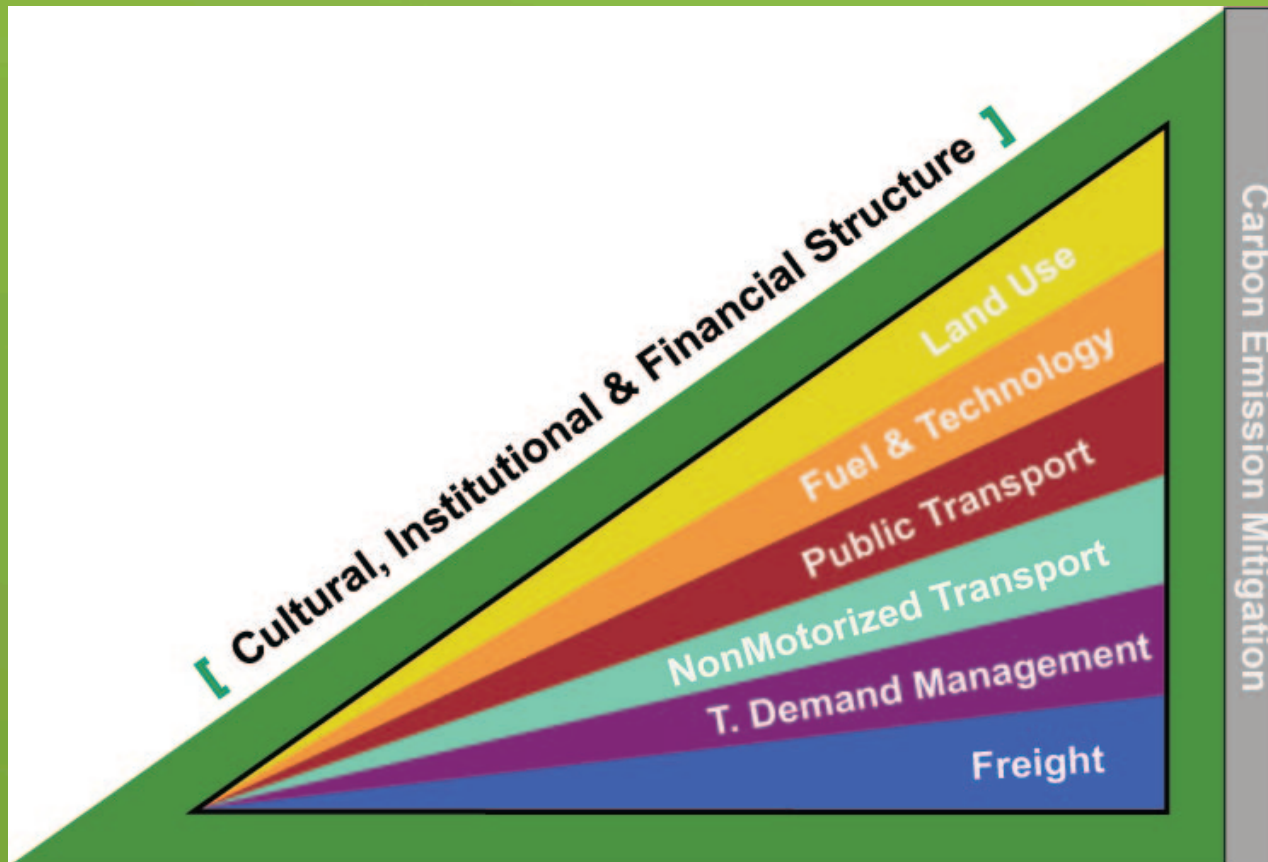 [ Cultural, Institutional & Financial Structure ]
Land Use
Fuel & Technology
Public Transport
NonMotorized Transport
T. Demand Management
Freight
Carbon Emission Mitigation